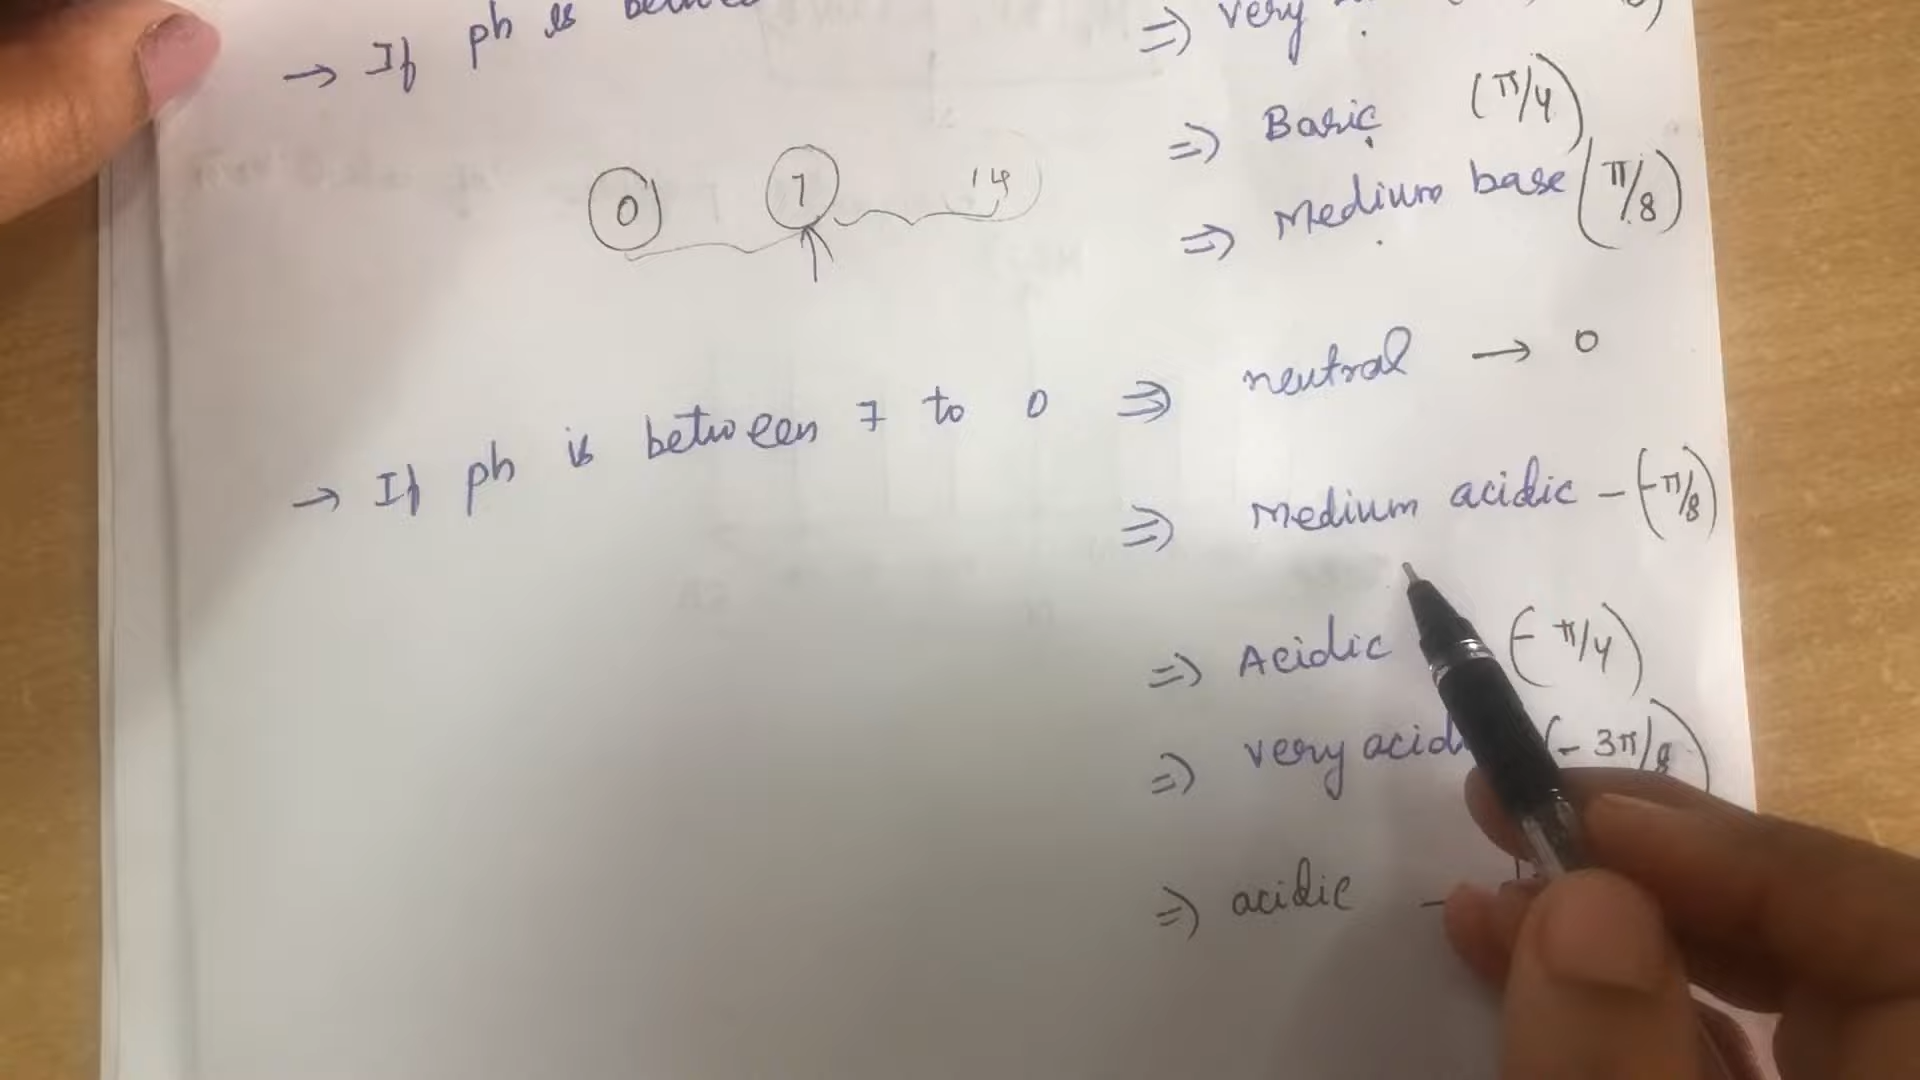 → If ph is
⇒ very
⇒ Basic (π/4)
0 7 14
⇒ Medium base (π/8)
→ If ph is between 7 to 0 ⇒ neutral → 0
⇒ Medium acidic - (-π/8)
⇒ Acidic (- π/4)
⇒ very (- 3π/8)
⇒ acidic -